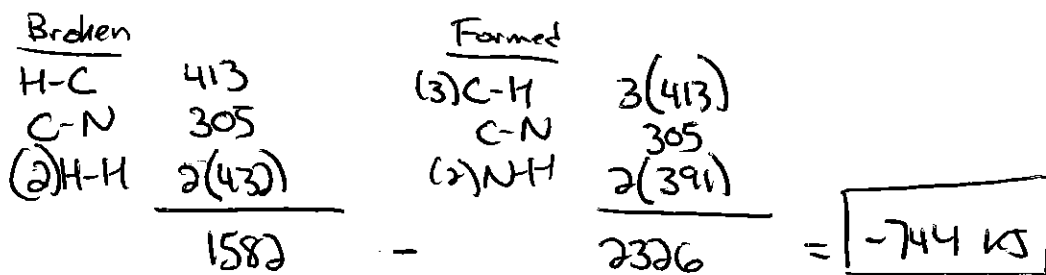 Broken Formed
H-C 413 (3)C-H 3(413)
C-N 305 C-N 305
(2)H-H 2(432) (2)N-H 2(391)
1582 - 2326 = -744 kJ